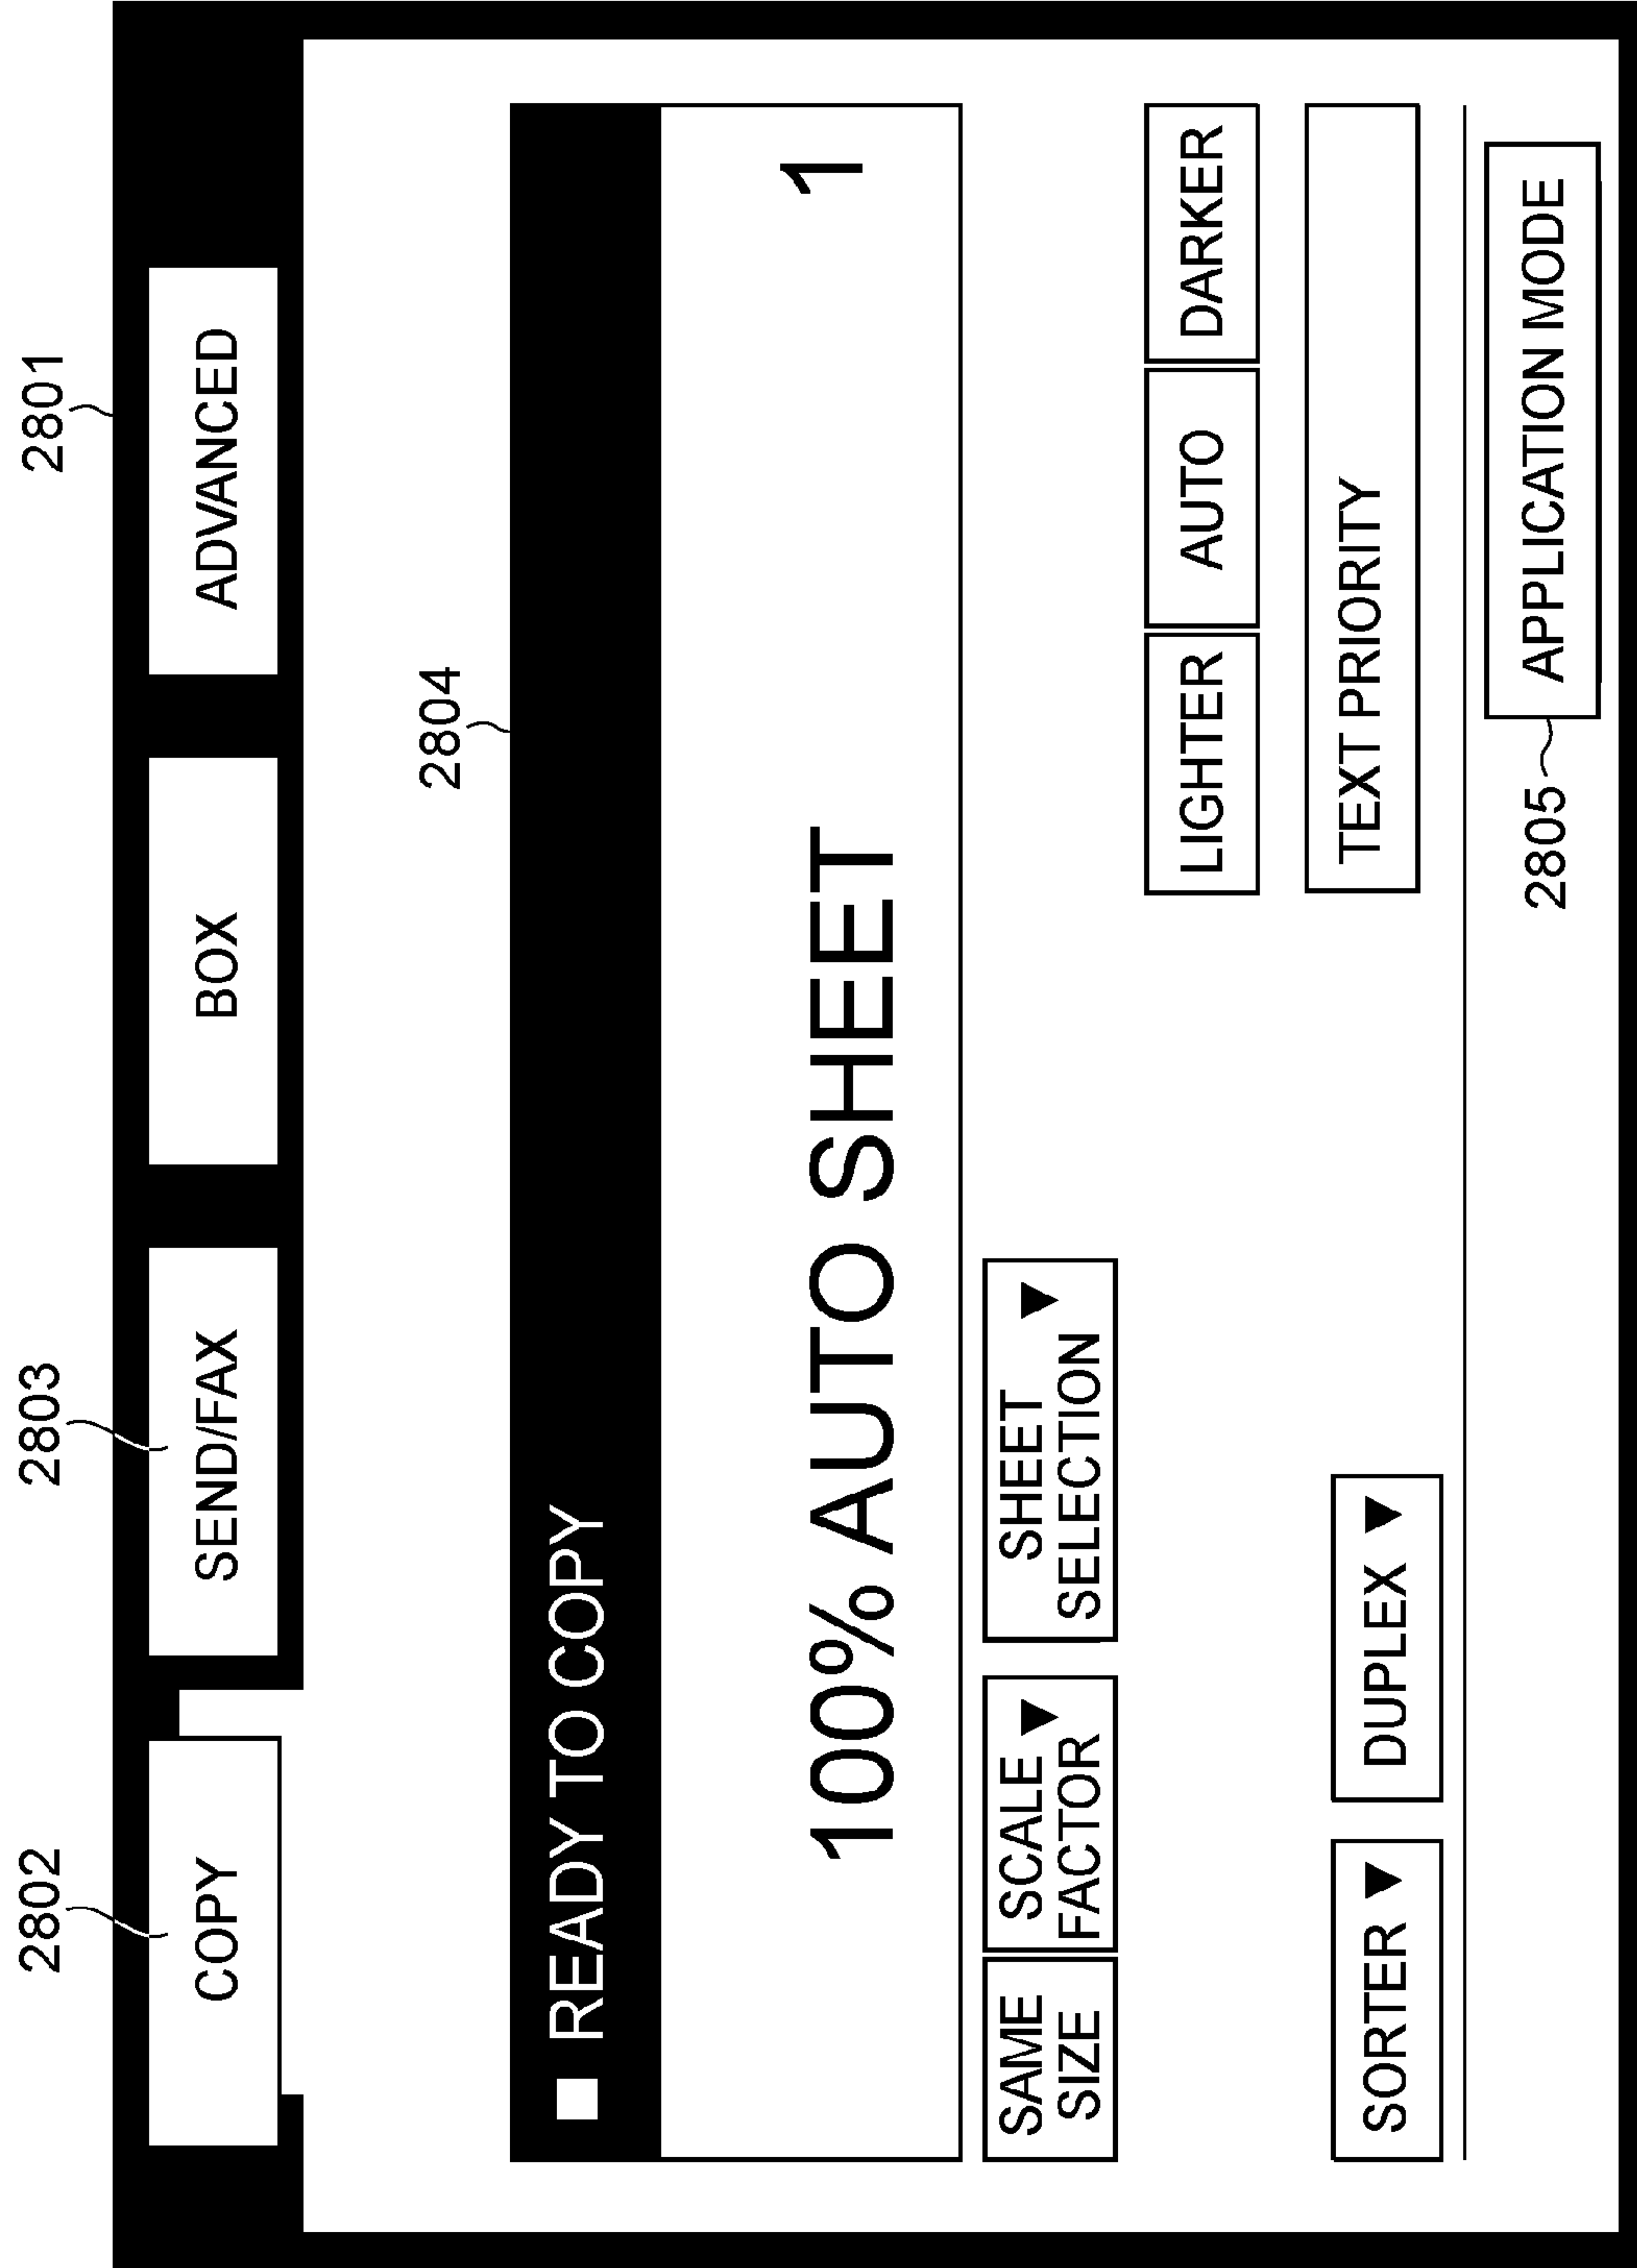 2802
2803
2801
COPY
SEND/FAX
BOX
ADVANCED
2804
READY TO COPY
100% AUTO SHEET
1
SAME
SIZE
SCALE ▼
FACTOR
SHEET ▼
SELECTION
LIGHTER
AUTO
DARKER
TEXT PRIORITY
SORTER ▼
DUPLEX ▼
2805
APPLICATION MODE